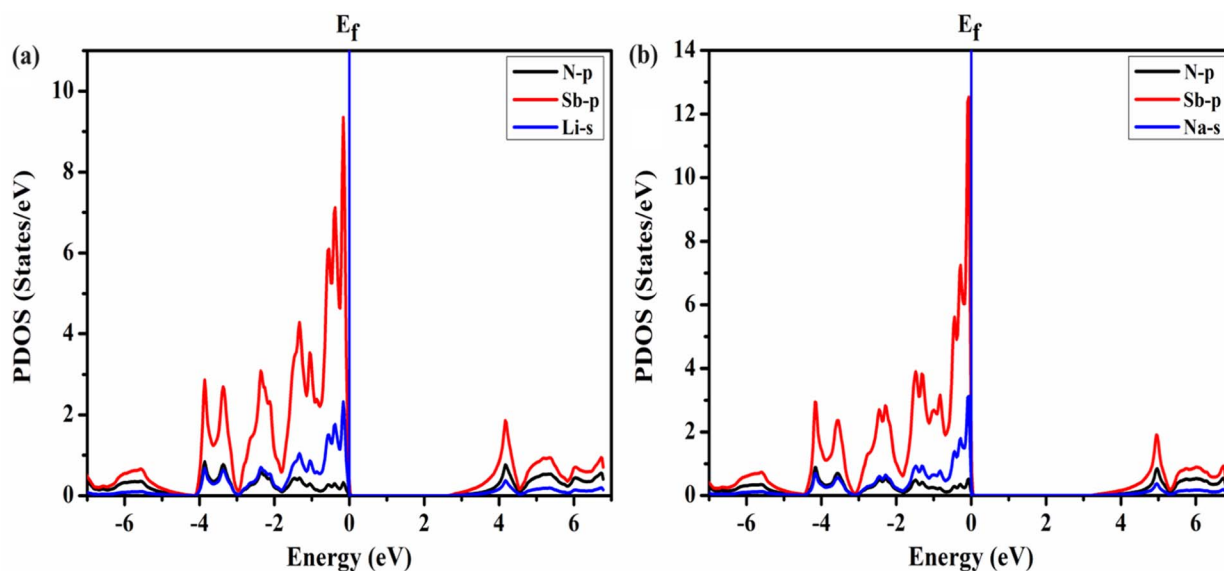 (a)
E_f
N-p
Sb-p
Li-s
PDOS (States/eV)
10
8
6
4
2
0
-6 -4 -2 0 2 4 6
Energy (eV)
(b)
E_f
N-p
Sb-p
Na-s
PDOS (States/eV)
14
12
10
8
6
4
2
0
-6 -4 -2 0 2 4 6
Energy (eV)